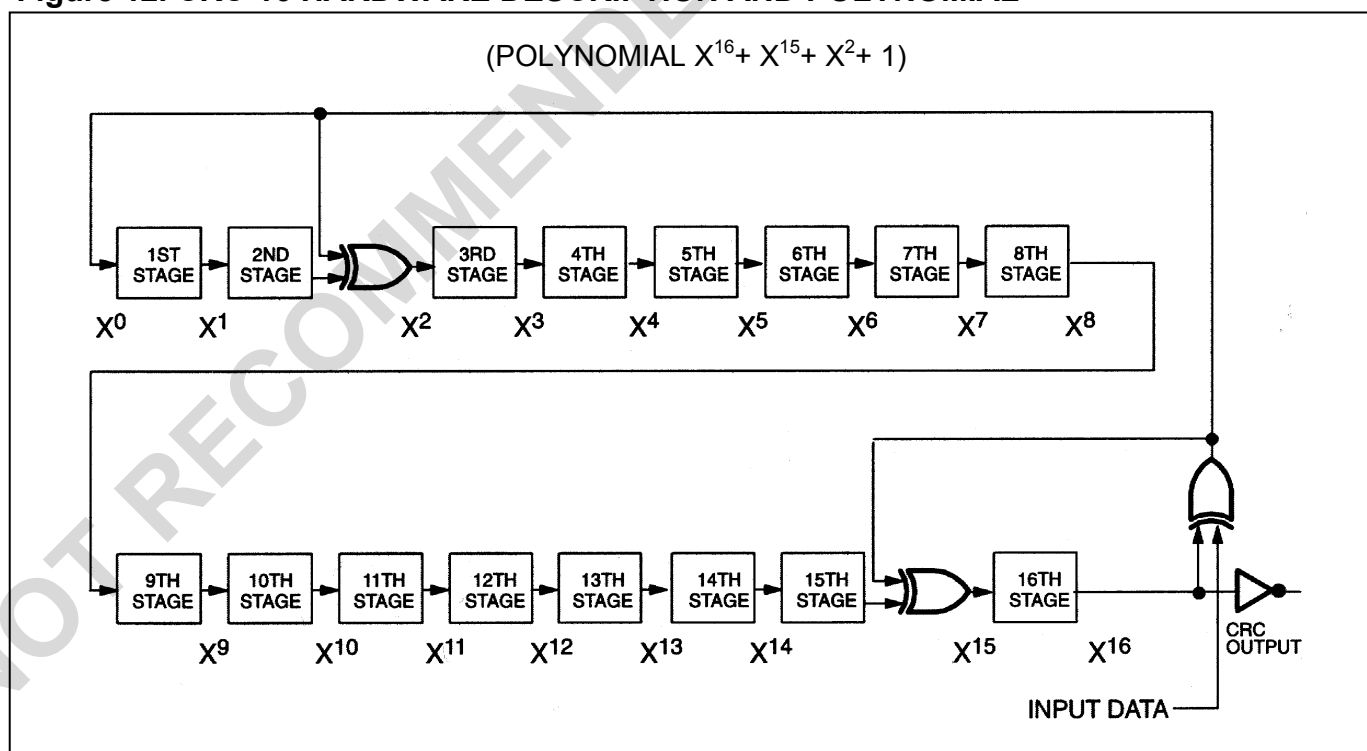 (POLYNOMIAL X¹⁶+ X¹⁵+ X²+ 1)
1ST STAGE
2ND STAGE
3RD STAGE
4TH STAGE
5TH STAGE
6TH STAGE
7TH STAGE
8TH STAGE
X⁰ X¹ X² X³ X⁴ X⁵ X⁶ X⁷ X⁸
9TH STAGE
10TH STAGE
11TH STAGE
12TH STAGE
13TH STAGE
14TH STAGE
15TH STAGE
16TH STAGE
X⁹ X¹⁰ X¹¹ X¹² X¹³ X¹⁴ X¹⁵ X¹⁶
CRC
OUTPUT
INPUT DATA
NOT RECOMMENDE